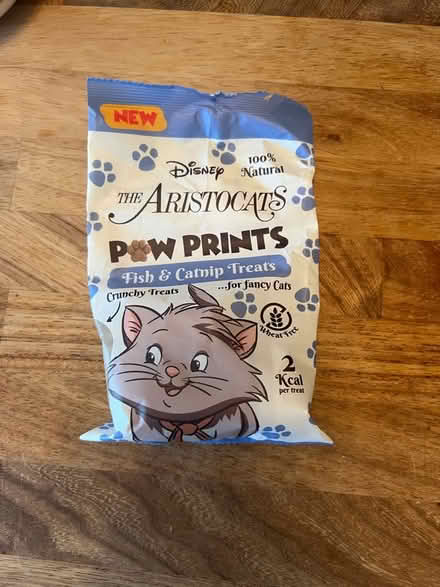 NEW
Disney
100%
Natural
THE ARISTOCATS
PAW PRINTS
Fish & Catnip Treats
Crunchy Treats
...for fancy Cats
Wheat Free
2
Kcal
per treat